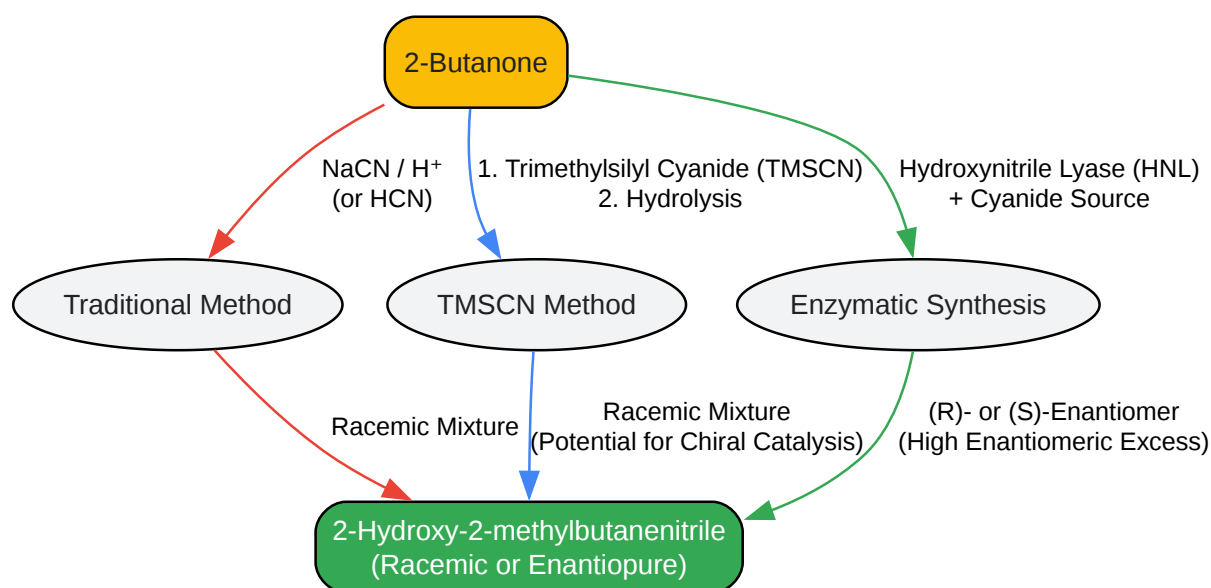 2-Butanone
NaCN / H⁺
(or HCN)
1. Trimethylsilyl Cyanide (TMSCN)
2. Hydrolysis
Hydroxynitrile Lyase (HNL)
+ Cyanide Source
Traditional Method
TMSCN Method
Enzymatic Synthesis
Racemic Mixture
Racemic Mixture
(Potential for Chiral Catalysis)
(R)- or (S)-Enantiomer
(High Enantiomeric Excess)
2-Hydroxy-2-methylbutanenitrile
(Racemic or Enantiopure)